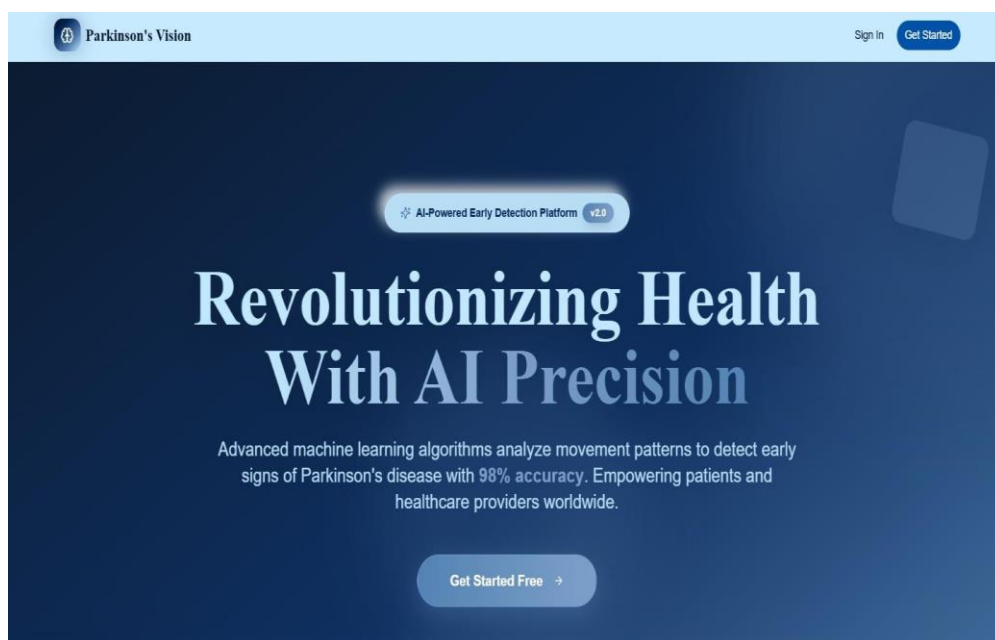 Parkinson's Vision
Sign In
Get Started
AI-Powered Early Detection Platform v2.0
Revolutionizing Health
With AI Precision
Advanced machine learning algorithms analyze movement patterns to detect early
signs of Parkinson's disease with 98% accuracy. Empowering patients and
healthcare providers worldwide.
Get Started Free →